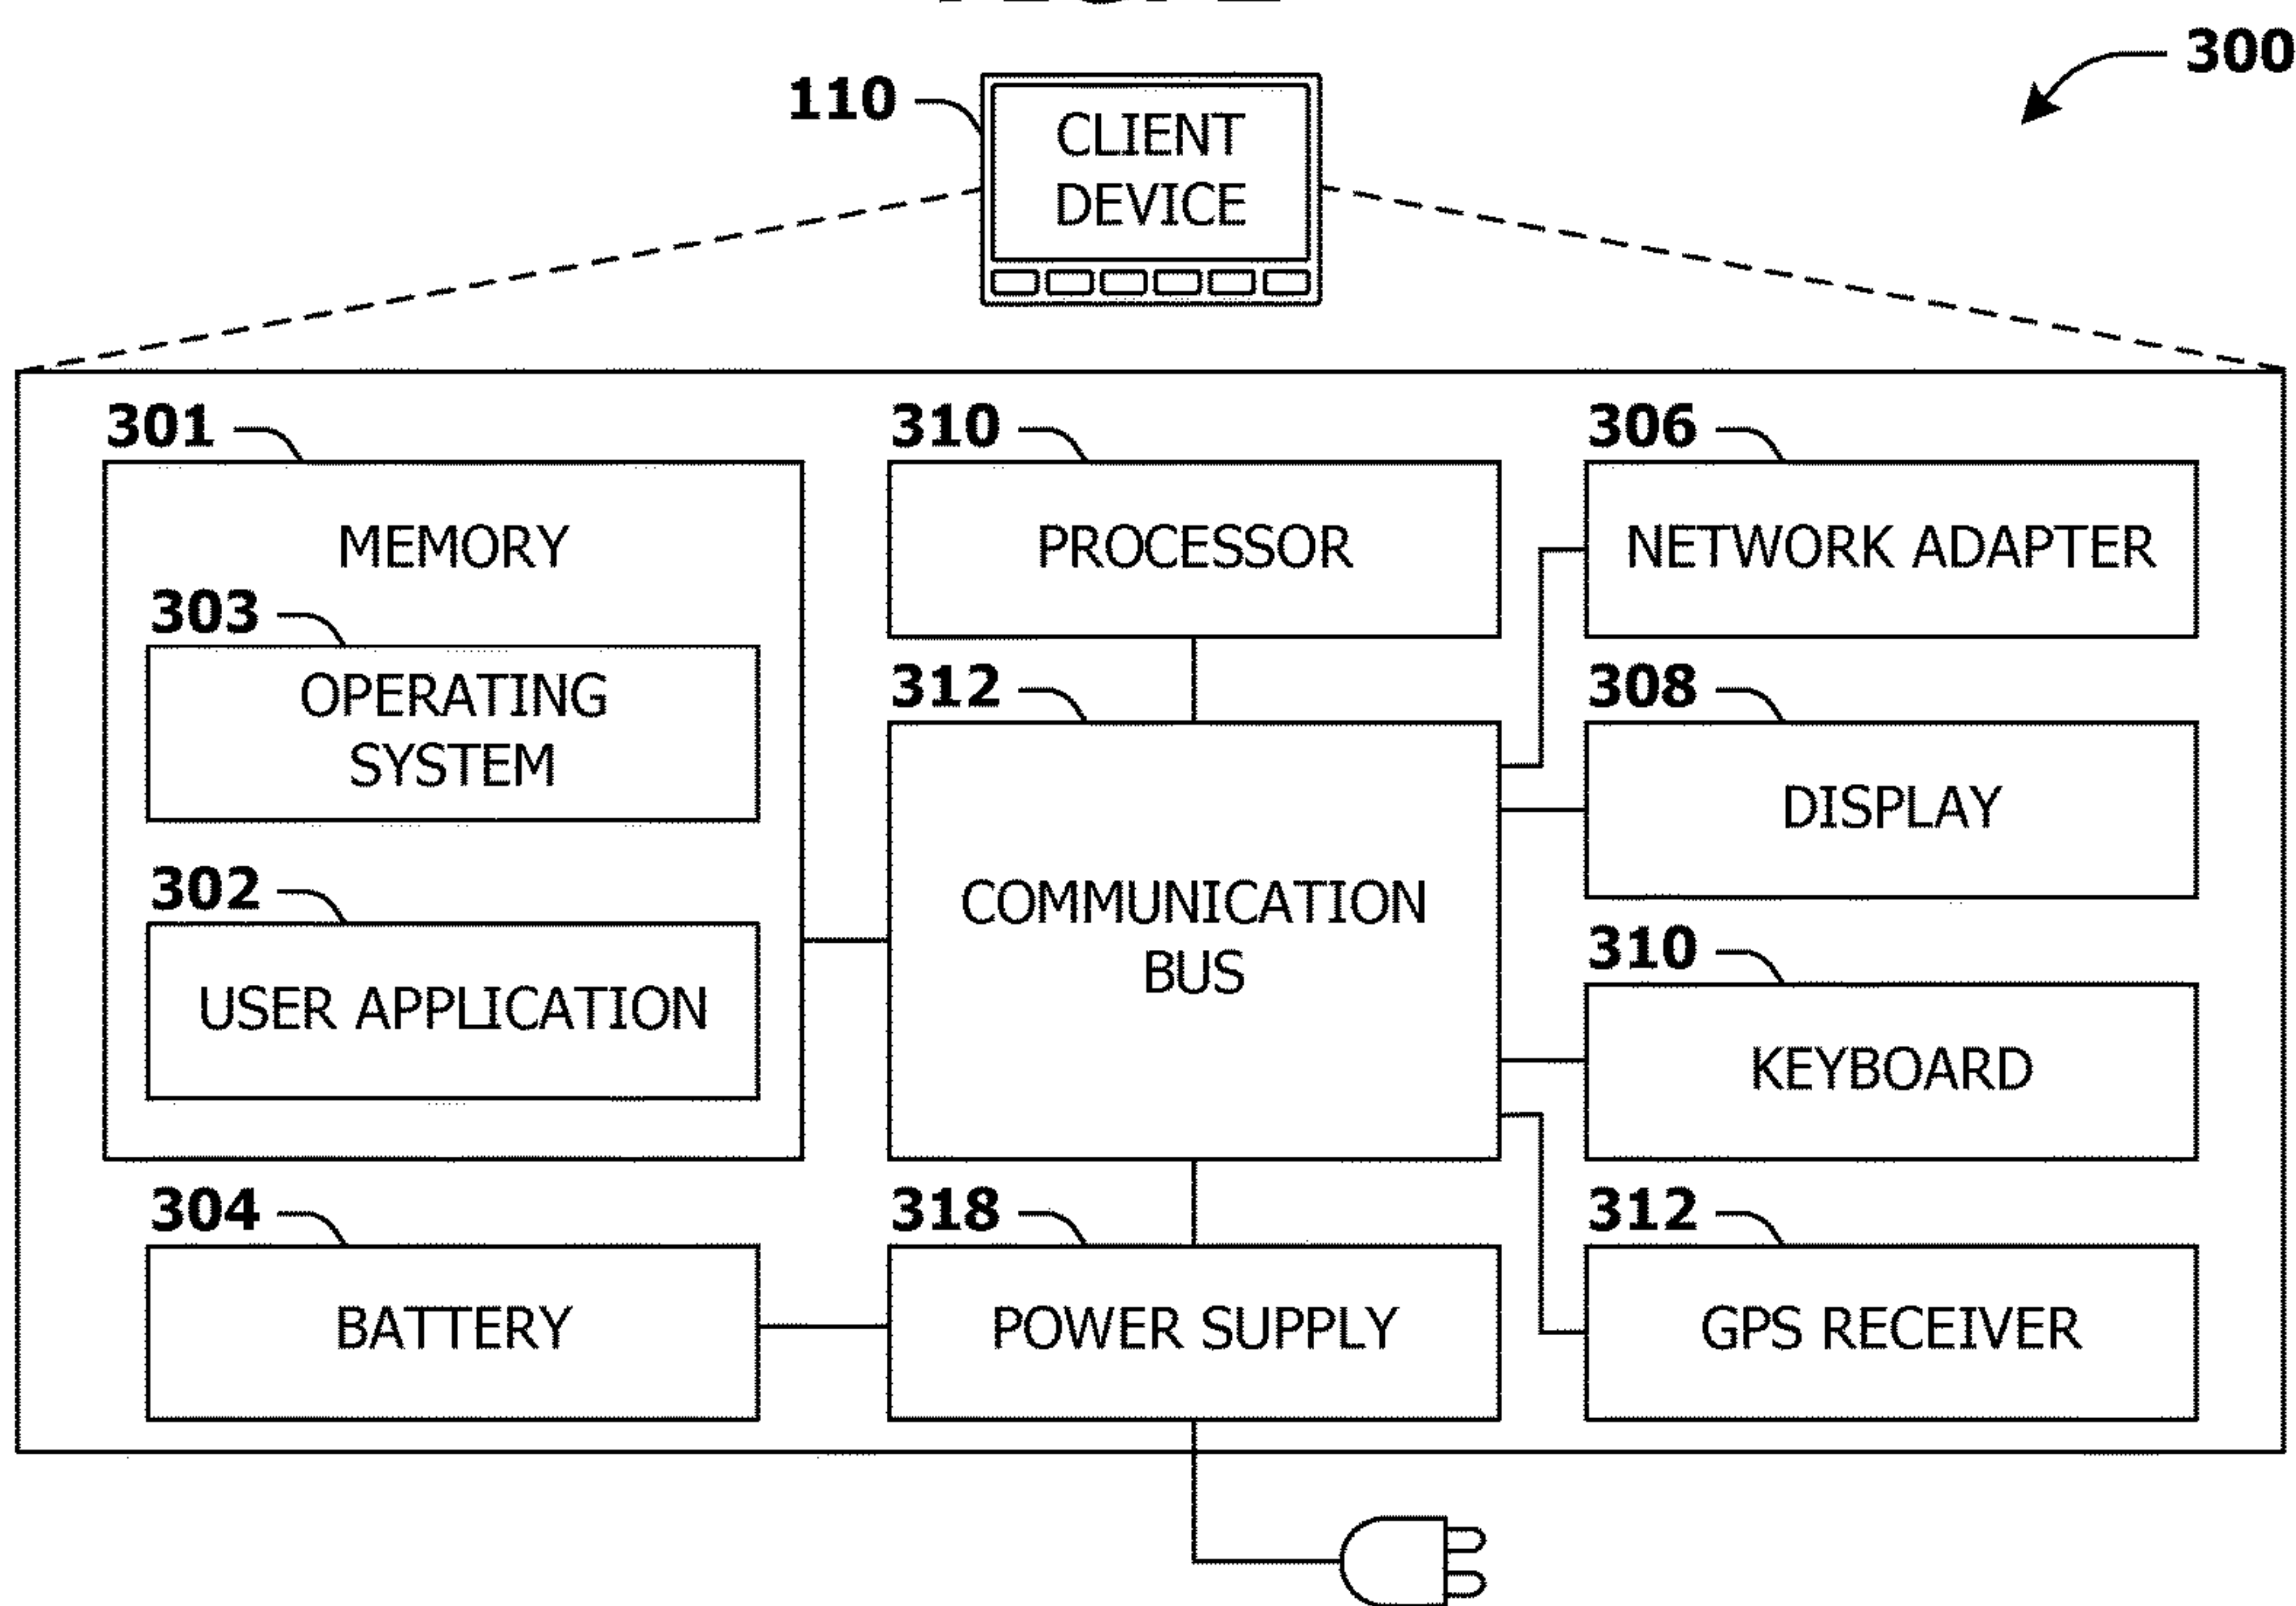 300
110
CLIENT
DEVICE
301
MEMORY
303
OPERATING
SYSTEM
302
USER APPLICATION
304
BATTERY
310
PROCESSOR
312
COMMUNICATION
BUS
318
POWER SUPPLY
306
NETWORK ADAPTER
308
DISPLAY
310
KEYBOARD
312
GPS RECEIVER